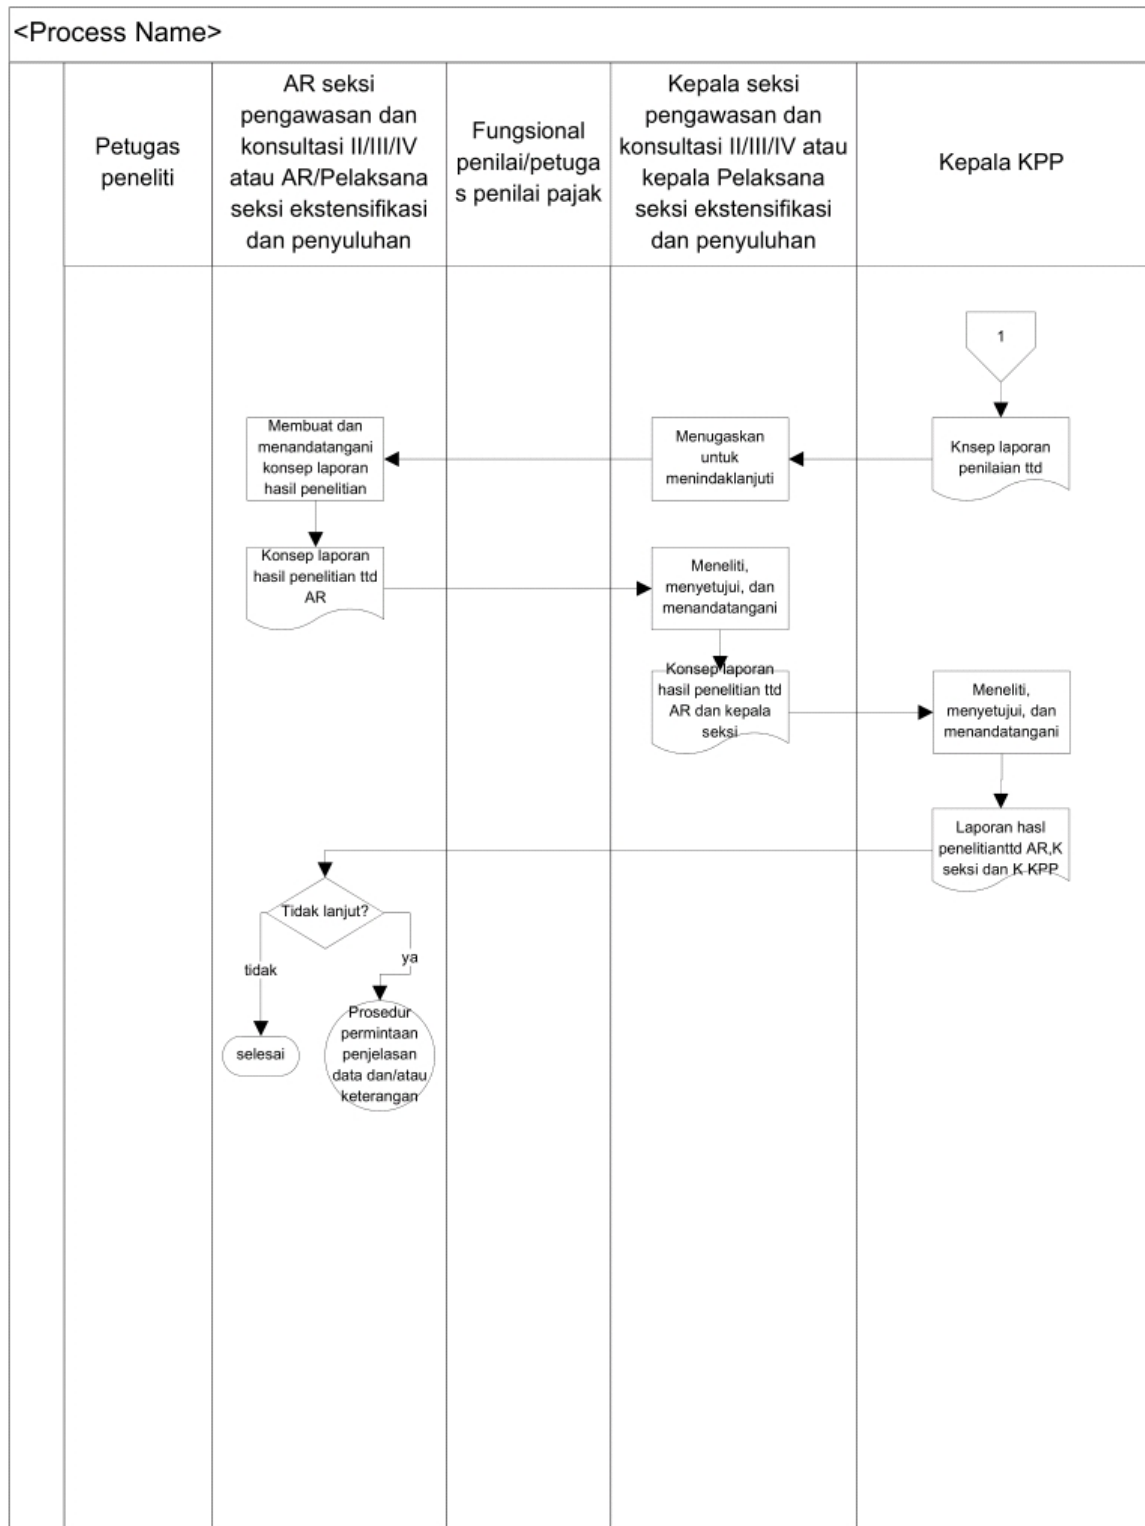 <Process Name>
Petugas
peneliti
AR seksi
pengawasan dan
konsultasi II/III/IV
atau AR/Pelaksana
seksi ekstensifikasi
dan penyuluhan
Fungsional
penilai/petuga
s penilai pajak
Kepala seksi
pengawasan dan
konsultasi II/III/IV atau
kepala Pelaksana
seksi ekstensifikasi
dan penyuluhan
Kepala KPP
1
Membuat dan
menandatangani
konsep laporan
hasil penelitian
Menugaskan
untuk
menindaklanjuti
Knsep laporan
penilaian ttd
Konsep laporan
hasil penelitian ttd
AR
Meneliti,
menyetujui, dan
menandatangani
Konsep laporan
hasil penelitian ttd
AR dan kepala
seksi
Meneliti,
menyetujui, dan
menandatangani
Laporan hasl
penelitianttd AR,K
seksi dan K KPP
Tidak lanjut?
tidak
ya
selesai
Prosedur
permintaan
penjelasan
data dan/atau
keterangan